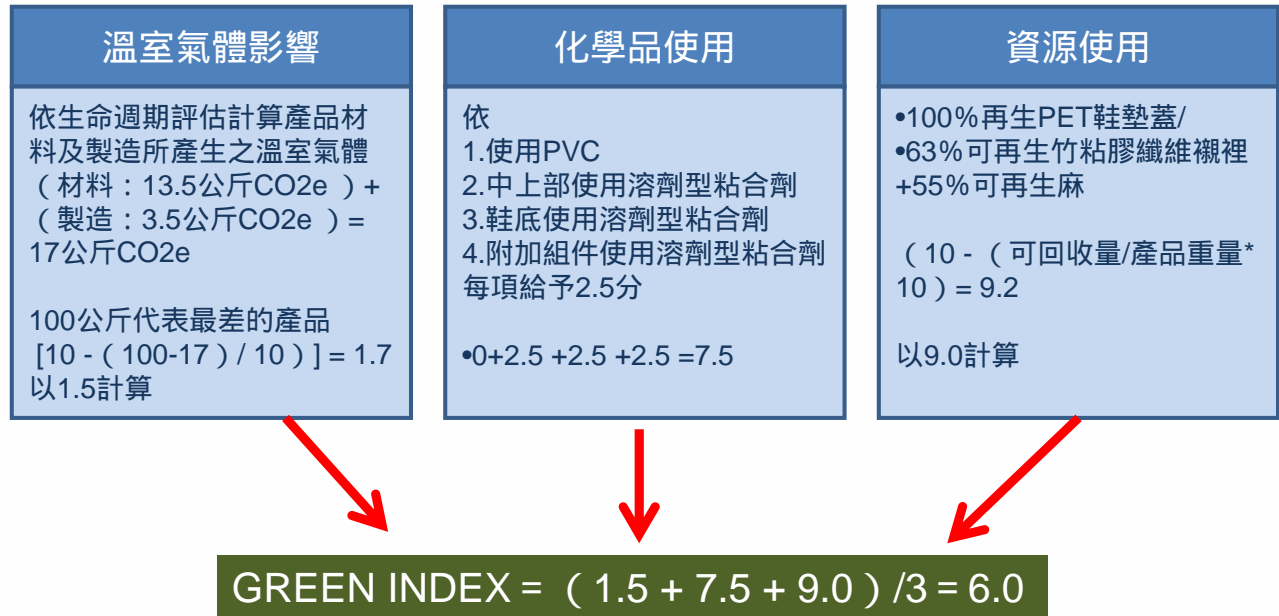 溫室氣體影響
依生命週期評估計算產品材
料及製造所產生之溫室氣體
（材料：13.5公斤CO2e ）+
（製造：3.5公斤CO2e ）=
17公斤CO2e
100公斤代表最差的產品
[10 -（100-17）/ 10）] = 1.7
以1.5計算
化學品使用
依
1.使用PVC
2.中上部使用溶劑型粘合劑
3.鞋底使用溶劑型粘合劑
4.附加組件使用溶劑型粘合劑
每項給予2.5分
•0+2.5 +2.5 +2.5 =7.5
資源使用
•100%再生PET鞋墊蓋/
•63%可再生竹粘膠纖維襯裡
+55%可再生麻
（10 - （可回收量/產品重量*
10）= 9.2
以9.0計算
GREEN INDEX = （1.5 + 7.5 + 9.0）/3 = 6.0